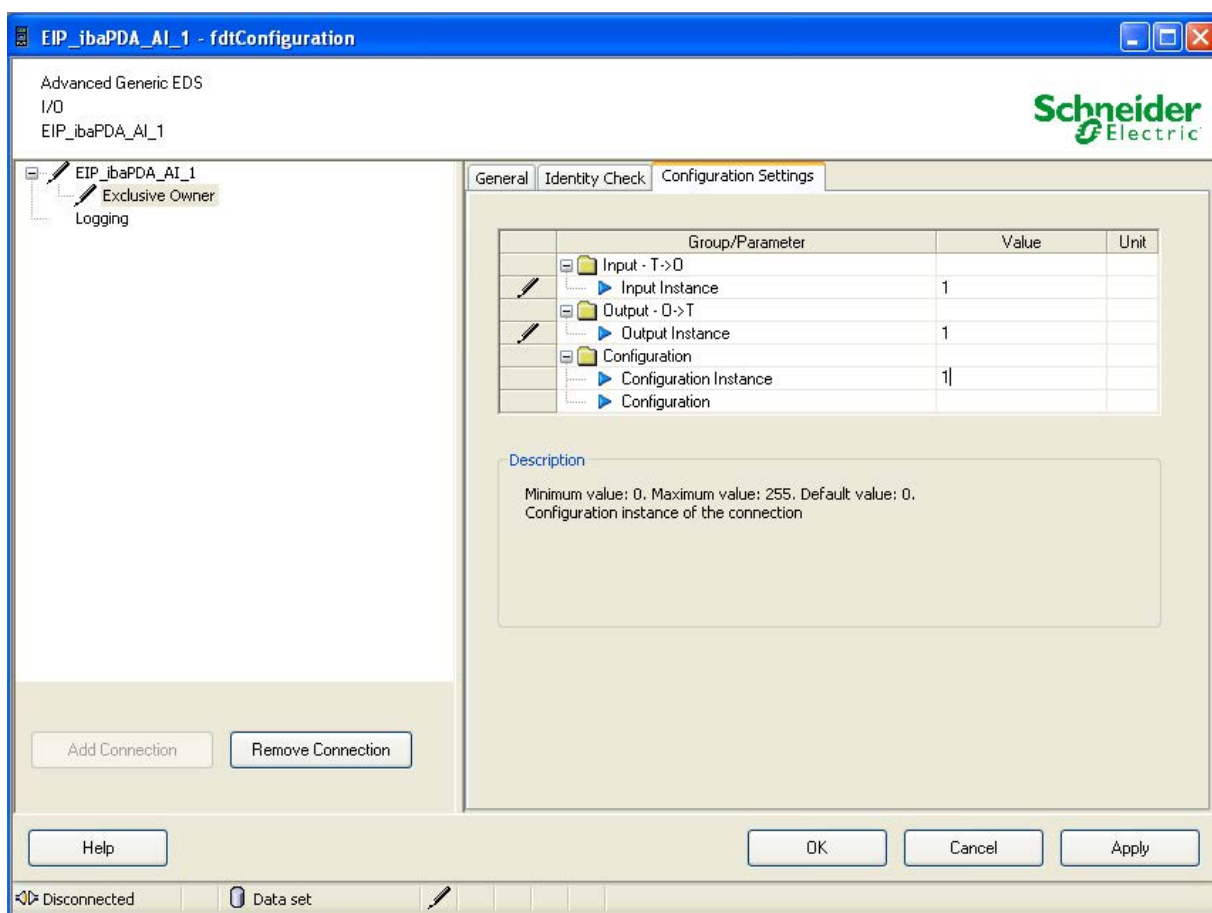 EIP_ibaPDA_AI_1 - fdtConfiguration
Advanced Generic EDS
I/O
EIP_ibaPDA_AI_1
Schneider
Electric
EIP_ibaPDA_AI_1
Exclusive Owner
Logging
General Identity Check Configuration Settings
Group/Parameter Value Unit
Input - T->O
Input Instance 1
Output - O->T
Output Instance 1
Configuration
Configuration Instance 1
Configuration
Description
Minimum value: 0. Maximum value: 255. Default value: 0.
Configuration instance of the connection
Add Connection Remove Connection
Help OK Cancel Apply
Disconnected Data set